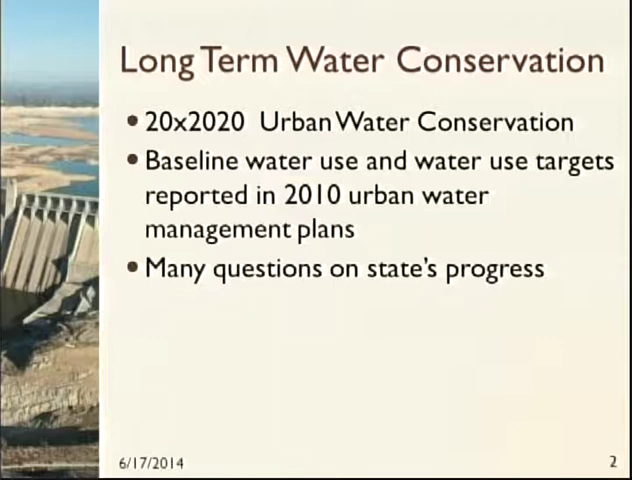 Long Term Water Conservation
• 20x2020 Urban Water Conservation
• Baseline water use and water use targets
reported in 2010 urban water
management plans
• Many questions on state's progress
6/17/2014
2